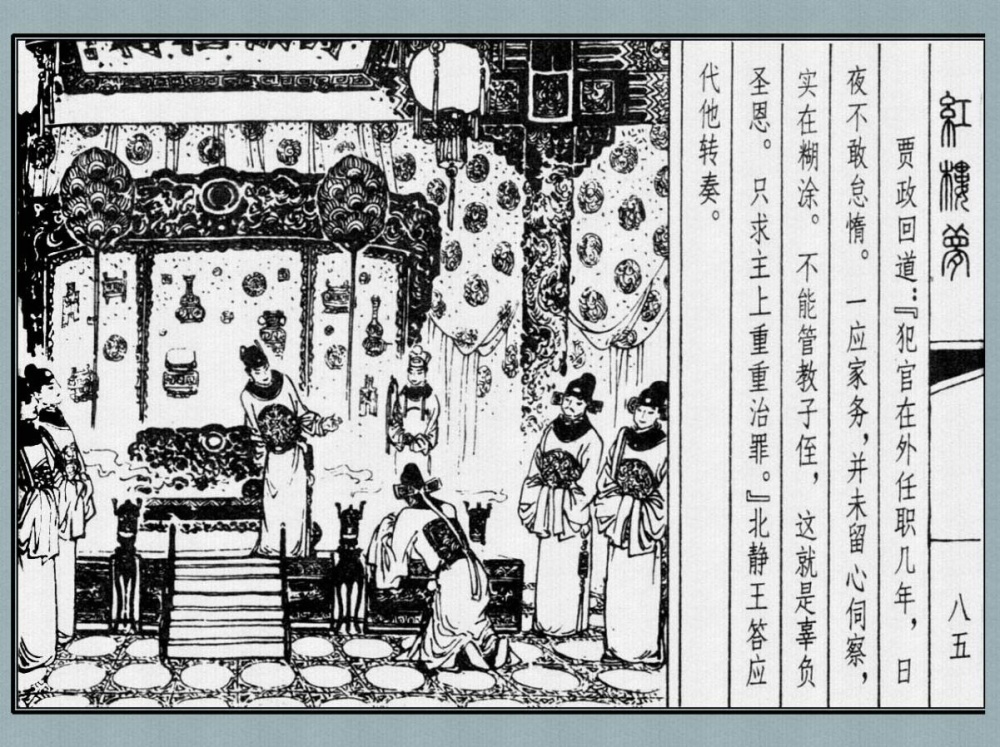 紅樓夢
八五
贾政回道：『犯官在外任职几年，日
夜不敢怠惰。一应家务，并未留心伺察，
实在糊涂。不能管教子侄，这就是辜负
圣恩。只求主上重重治罪。』北静王答应
代他转奏。